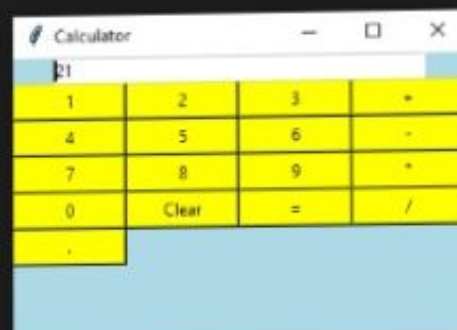 Calculator
21
1 2 3 +
4 5 6 -
7 8 9 *
0 Clear = /
.